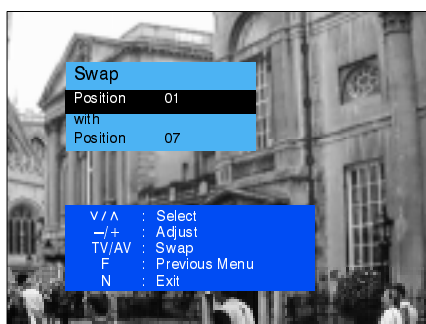 Swap
Position 01
with
Position 07
∨/∧ : Select
–/+ : Adjust
TV/AV : Swap
F : Previous Menu
N : Exit